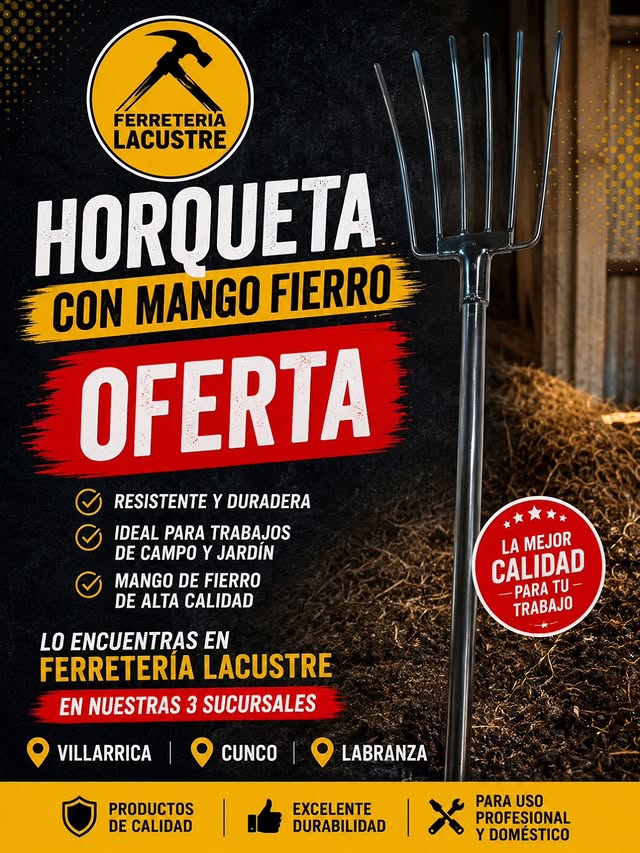 FERRETERÍA
LACUSTRE
HORQUETA
CON MANGO FIERRO
OFERTA
RESISTENTE Y DURADERA
IDEAL PARA TRABAJOS
DE CAMPO Y JARDÍN
MANGO DE FIERRO
DE ALTA CALIDAD
LA MEJOR
CALIDAD
PARA TU
TRABAJO
LO ENCUENTRAS EN
FERRETERÍA LACUSTRE
EN NUESTRAS 3 SUCURSALES
VILLARRICA | CUNCO | LABRANZA
PRODUCTOS
DE CALIDAD
EXCELENTE
DURABILIDAD
PARA USO
PROFESIONAL
Y DOMÉSTICO